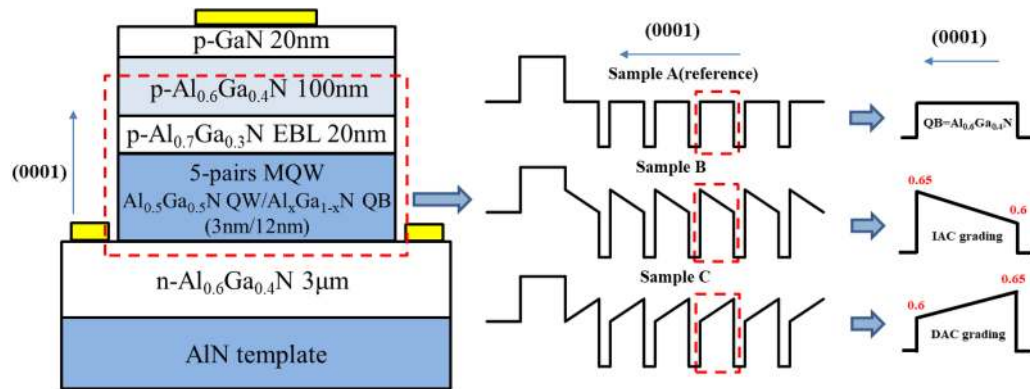 p-GaN 20nm
p-Al₀.₆Ga₀.₄N 100nm
p-Al₀.₇Ga₀.₃N EBL 20nm
(0001)
5-pairs MQW
Al₀.₅Ga₀.₅N QW/AlₓGa₁₋ₓN QB
(3nm/12nm)
n-Al₀.₆Ga₀.₄N 3μm
AlN template
(0001)
Sample A(reference)
Sample B
Sample C
(0001)
QB=Al₀.₆Ga₀.₄N
0.65
0.6
IAC grading
0.65
0.6
DAC grading